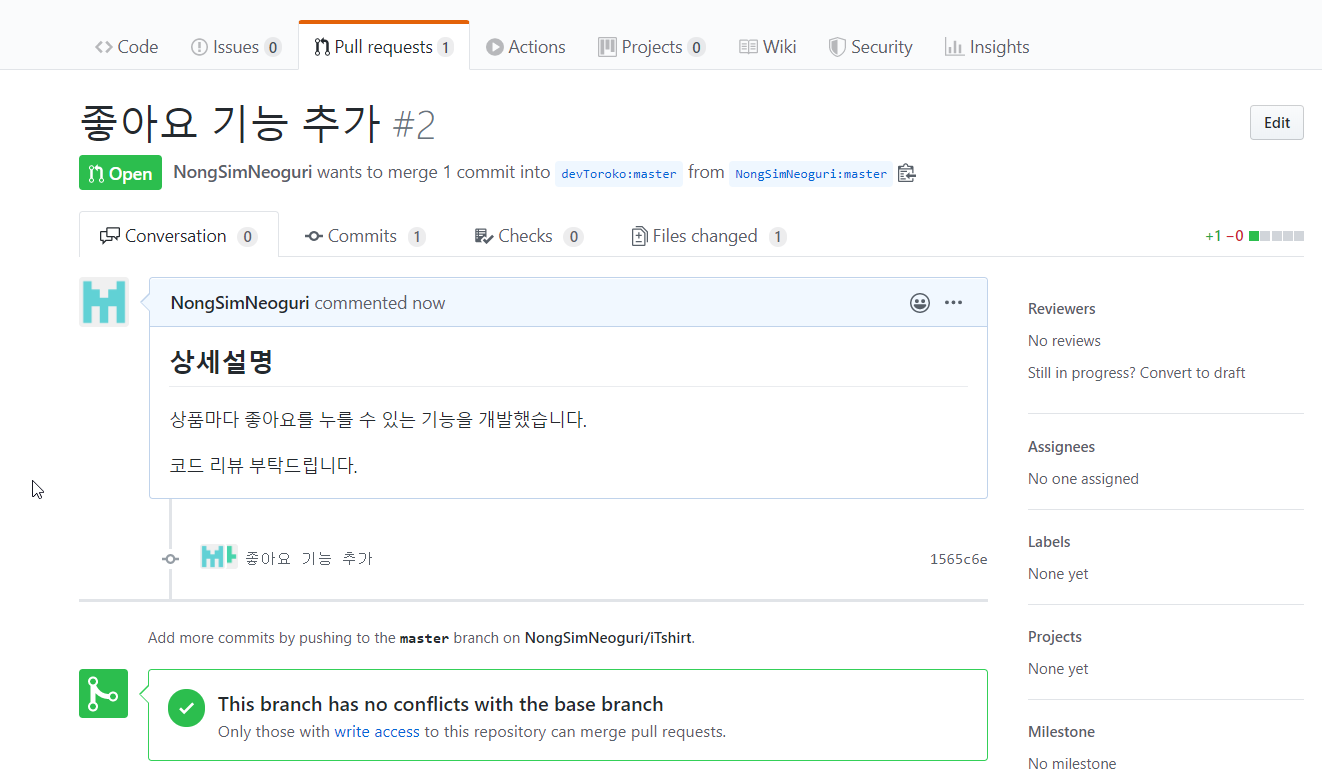 Code Issues 0 Pull requests 1 Actions Projects 0 Wiki Security Insights
좋아요 기능 추가 #2
Edit
Open NongSimNeoguri wants to merge 1 commit into devToroko:master from NongSimNeoguri:master
Conversation 0 Commits 1 Checks 0 Files changed 1 +1 −0
NongSimNeoguri commented now
상세설명
상품마다 좋아요를 누를 수 있는 기능을 개발했습니다.
코드 리뷰 부탁드립니다.
좋아요 기능 추가 1565c6e
Add more commits by pushing to the master branch on NongSimNeoguri/iTshirt.
This branch has no conflicts with the base branch
Only those with write access to this repository can merge pull requests.
Reviewers
No reviews
Still in progress? Convert to draft
Assignees
No one assigned
Labels
None yet
Projects
None yet
Milestone
No milestone